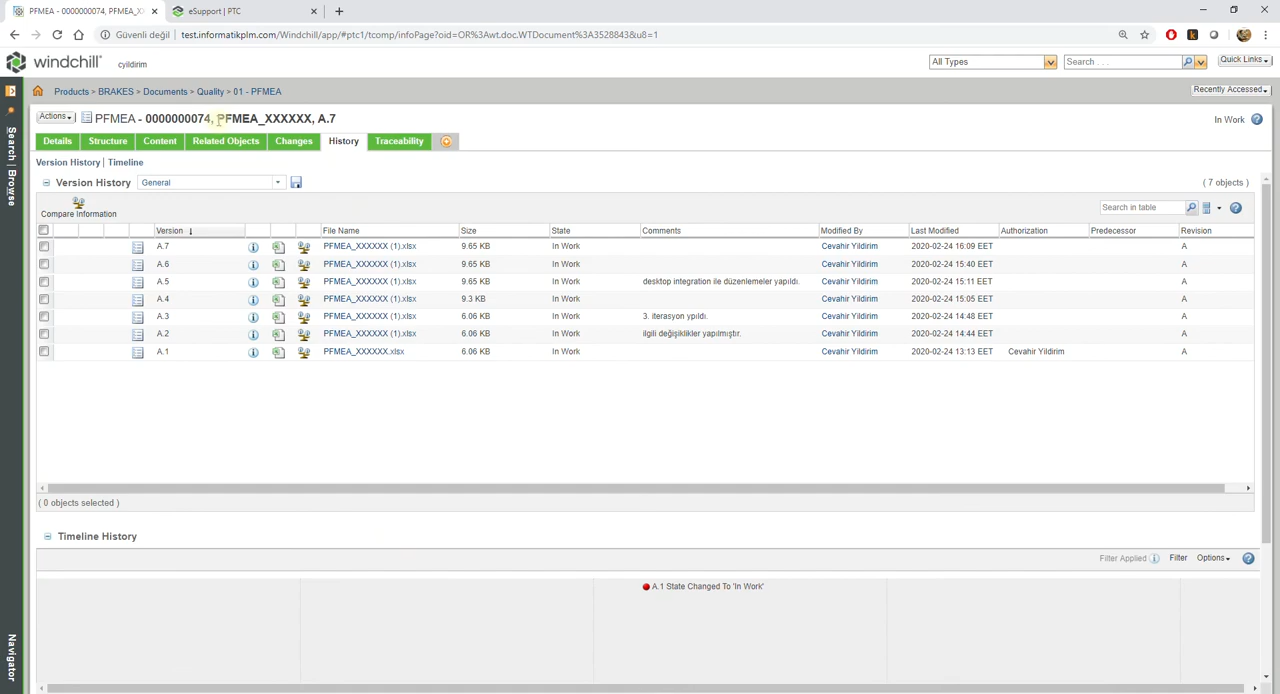 PFMEA - 0000000074, PFMEA_XX
eSupport | PTC
Güvenli değil
test.informatikplm.com/Windchill/app/#ptc1/tcomp/infoPage?oid=OR%3Awt.doc.WTDocument%3A3528843&u8=1
windchill
cyildirim
All Types
Search . . .
Quick Links
Products > BRAKES > Documents > Quality > 01 - PFMEA
Recently Accessed
Actions
PFMEA - 0000000074, PFMEA_XXXXXX, A.7
In Work
Search | Browse
Details Structure Content Related Objects Changes History Traceability
Version History | Timeline
Version History General
( 7 objects )
Compare Information
Search in table
Version File Name Size State Comments Modified By Last Modified Authorization Predecessor Revision
A.7 PFMEA_XXXXXX (1).xlsx 9.65 KB In Work Cevahir Yildirim 2020-02-24 16:09 EET A
A.6 PFMEA_XXXXXX (1).xlsx 9.65 KB In Work Cevahir Yildirim 2020-02-24 15:40 EET A
A.5 PFMEA_XXXXXX (1).xlsx 9.65 KB In Work desktop integration ile düzenlemeler yapıldı. Cevahir Yildirim 2020-02-24 15:11 EET A
A.4 PFMEA_XXXXXX (1).xlsx 9.3 KB In Work Cevahir Yildirim 2020-02-24 15:05 EET A
A.3 PFMEA_XXXXXX (1).xlsx 6.06 KB In Work 3. iterasyon ypıldı. Cevahir Yildirim 2020-02-24 14:48 EET A
A.2 PFMEA_XXXXXX (1).xlsx 6.06 KB In Work ilgili değişiklikler yapılmıştır. Cevahir Yildirim 2020-02-24 14:44 EET A
A.1 PFMEA_XXXXXX.xlsx 6.06 KB In Work Cevahir Yildirim 2020-02-24 13:13 EET Cevahir Yildirim A
( 0 objects selected )
Timeline History
Filter Applied Filter Options
A.1 State Changed To 'In Work'
Navigator